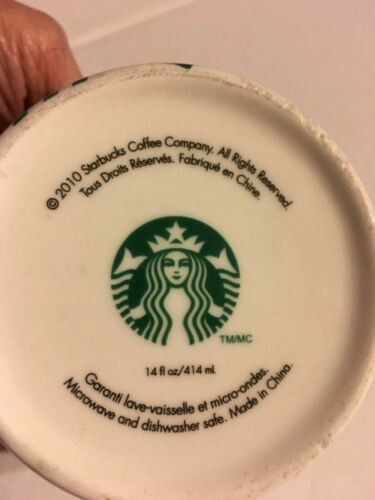 © 2010 Starbucks Coffee Company. All Rights Reserved.
Tous Droits Réservés. Fabriqué en Chine.
TM/MC
14 fl oz/414 ml
Garanti lave-vaisselle et micro-ondes.
Microwave and dishwasher safe. Made in China.